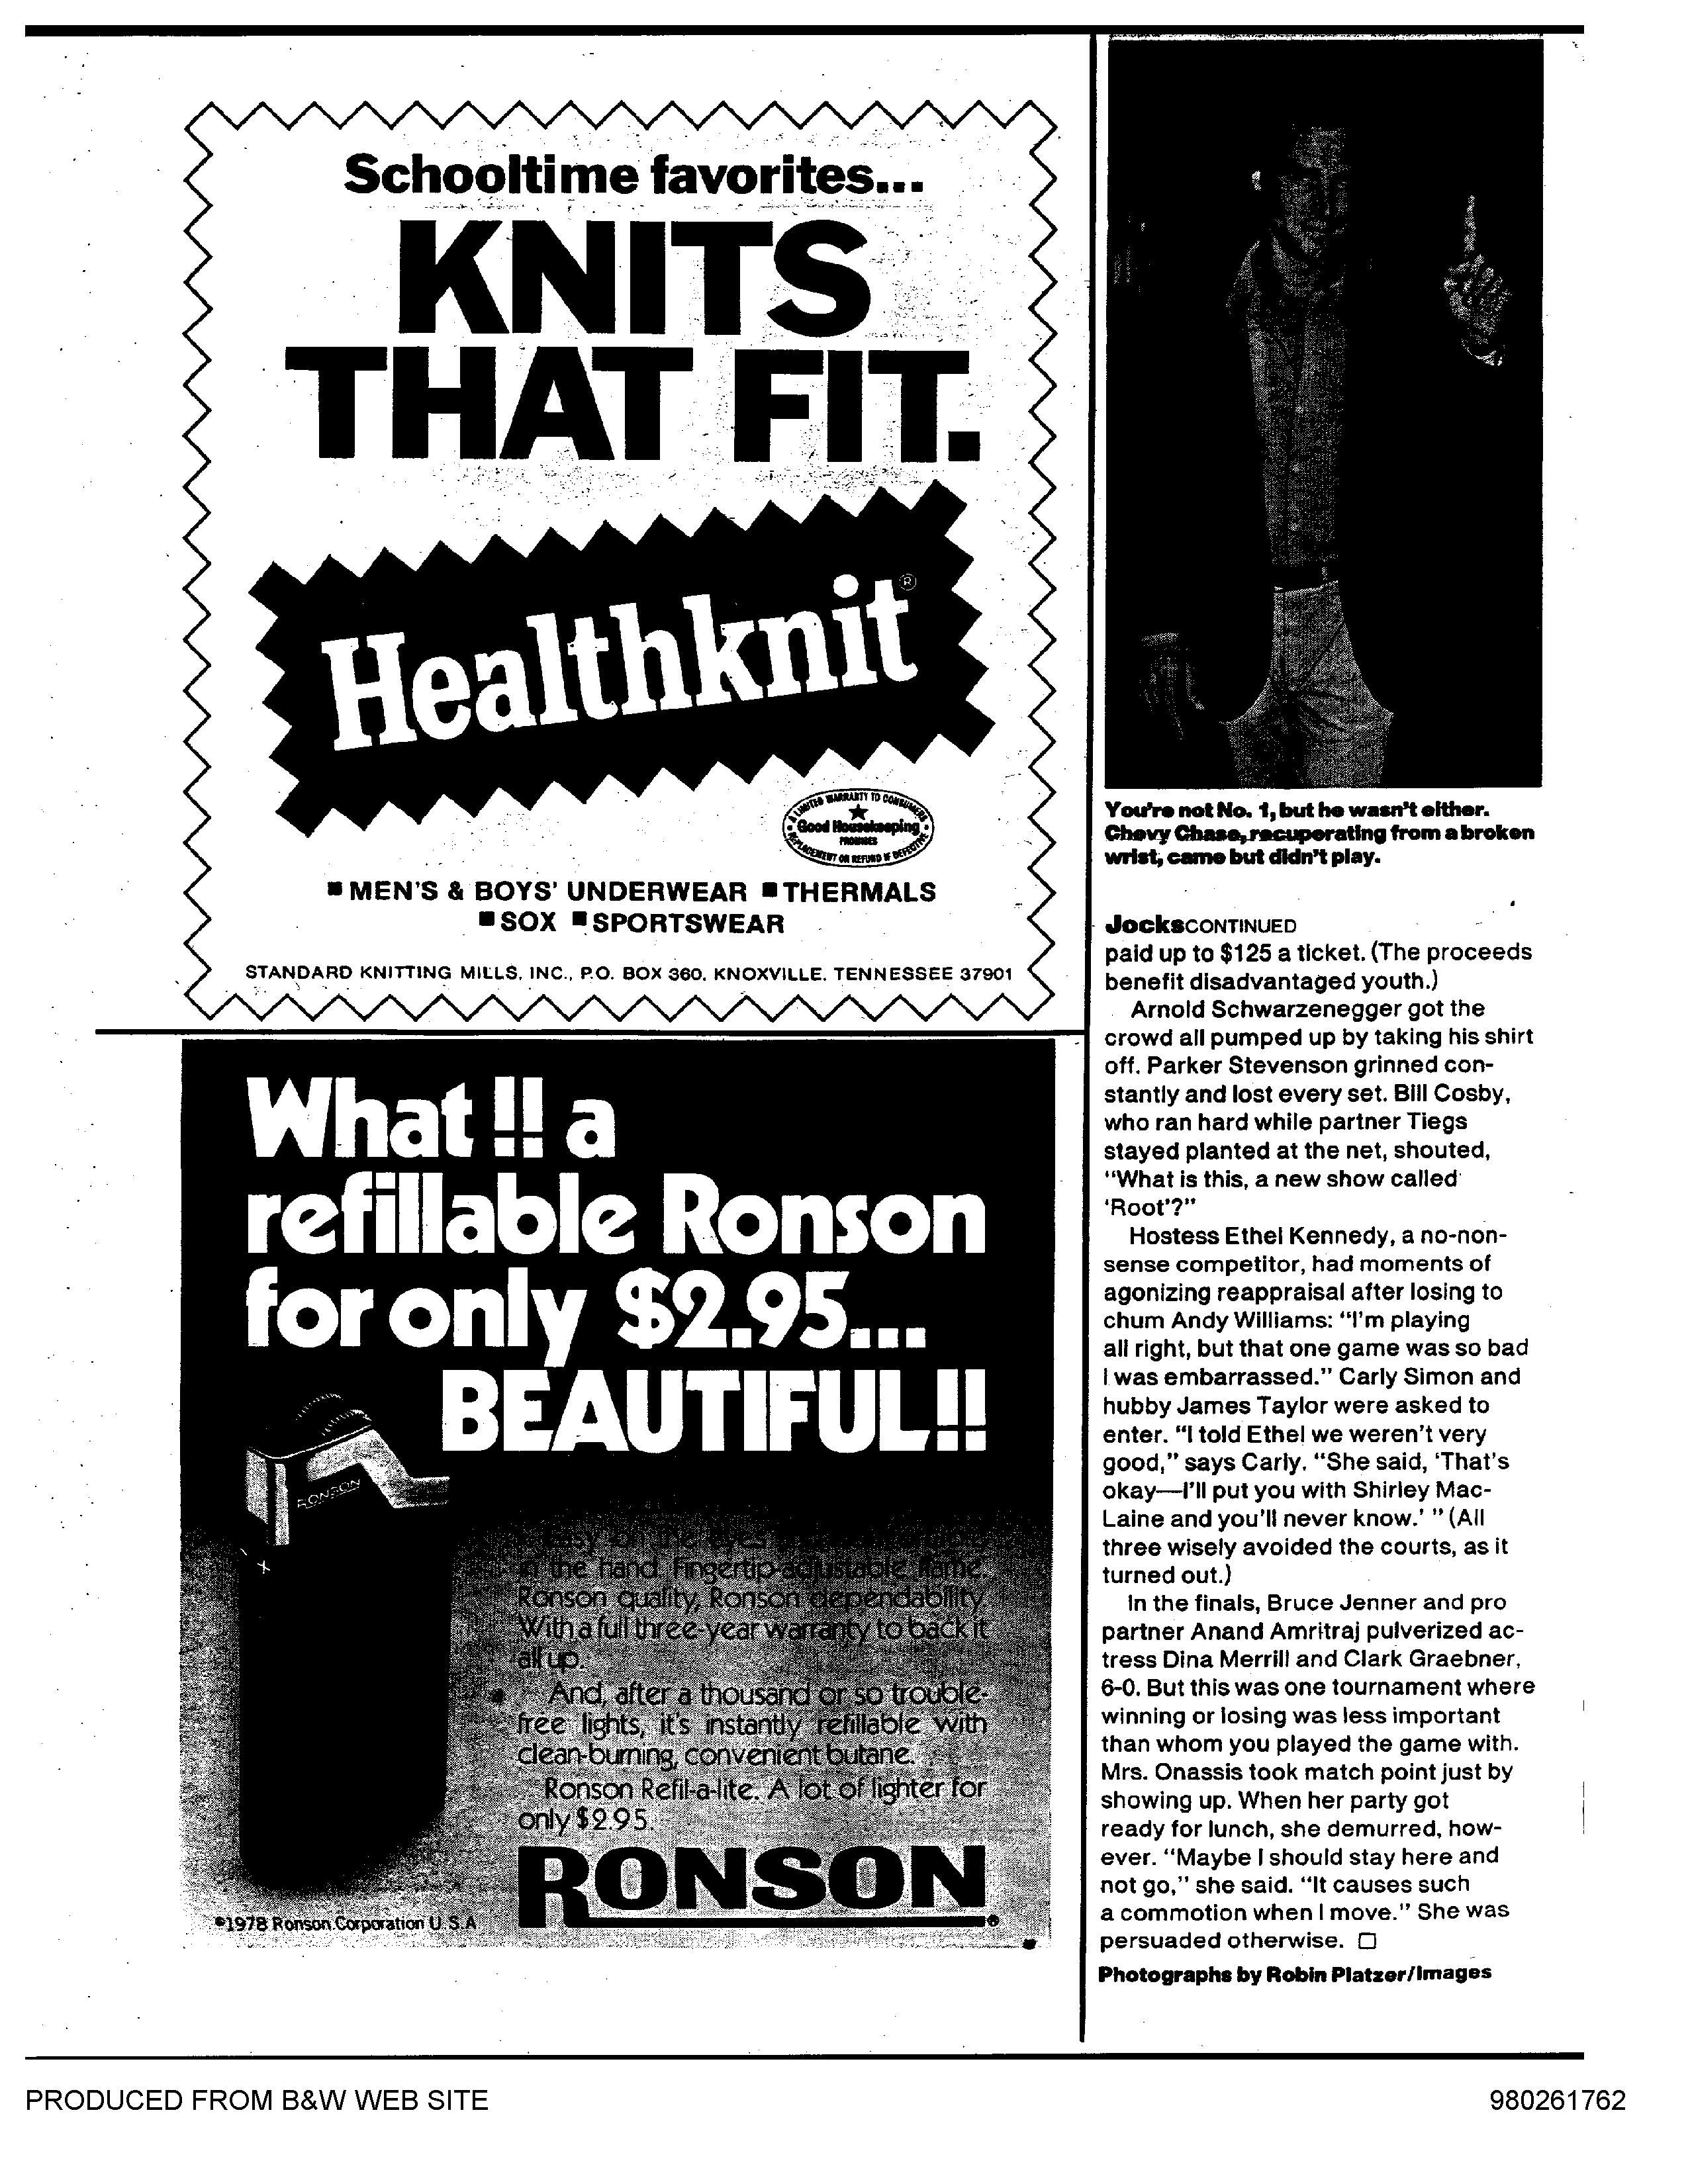 Schooltime favorites...
KNITS
THAT FIT.
Healthknit®
A LIMITED WARRANTY TO CONSUMERS
Good Housekeeping
PROMISES
REPLACEMENT OR REFUND IF DEFECTIVE
■ MEN'S & BOYS' UNDERWEAR ■ THERMALS
■ SOX ■ SPORTSWEAR
STANDARD KNITTING MILLS, INC., P.O. BOX 360, KNOXVILLE, TENNESSEE 37901
What!! a
refillable Ronson
for only $2.95...
BEAUTIFUL!!
RONSON
Easy on the eyes
in the hand. Fingertip-adjustable flame.
Ronson quality, Ronson dependability.
With a full three-year warranty to back it
all up.
And, after a thousand or so trouble-
free lights, it's instantly refillable with
clean-burning, convenient butane.
Ronson Refil-a-lite. A lot of lighter for
only $2.95.
RONSON®
©1978 Ronson Corporation U.S.A
You're not No. 1, but he wasn't either.
Chevy Chase, recuperating from a broken
wrist, came but didn't play.
Jocks CONTINUED
paid up to $125 a ticket. (The proceeds
benefit disadvantaged youth.)
Arnold Schwarzenegger got the
crowd all pumped up by taking his shirt
off. Parker Stevenson grinned con-
stantly and lost every set. Bill Cosby,
who ran hard while partner Tiegs
stayed planted at the net, shouted,
"What is this, a new show called
'Root'?"
Hostess Ethel Kennedy, a no-non-
sense competitor, had moments of
agonizing reappraisal after losing to
chum Andy Williams: "I'm playing
all right, but that one game was so bad
I was embarrassed." Carly Simon and
hubby James Taylor were asked to
enter. "I told Ethel we weren't very
good," says Carly. "She said, 'That's
okay—I'll put you with Shirley Mac-
Laine and you'll never know.' " (All
three wisely avoided the courts, as it
turned out.)
In the finals, Bruce Jenner and pro
partner Anand Amritraj pulverized ac-
tress Dina Merrill and Clark Graebner,
6-0. But this was one tournament where
winning or losing was less important
than whom you played the game with.
Mrs. Onassis took match point just by
showing up. When her party got
ready for lunch, she demurred, how-
ever. "Maybe I should stay here and
not go," she said. "It causes such
a commotion when I move." She was
persuaded otherwise. □
Photographs by Robin Platzer/Images
PRODUCED FROM B&W WEB SITE
980261762